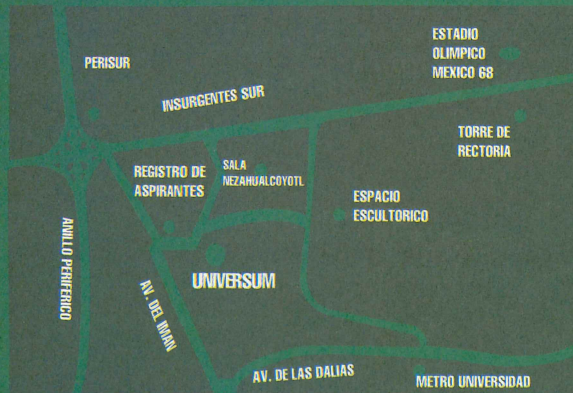 ESTADIO
OLIMPICO
MEXICO 68
PERISUR
INSURGENTES SUR
TORRE DE
RECTORIA
REGISTRO DE
ASPIRANTES
SALA
NEZAHUALCOYOTL
ESPACIO
ESCULTORICO
ANILLO PERIFERICO
UNIVERSUM
AV. DEL IMAN
AV. DE LAS DALIAS
METRO UNIVERSIDAD